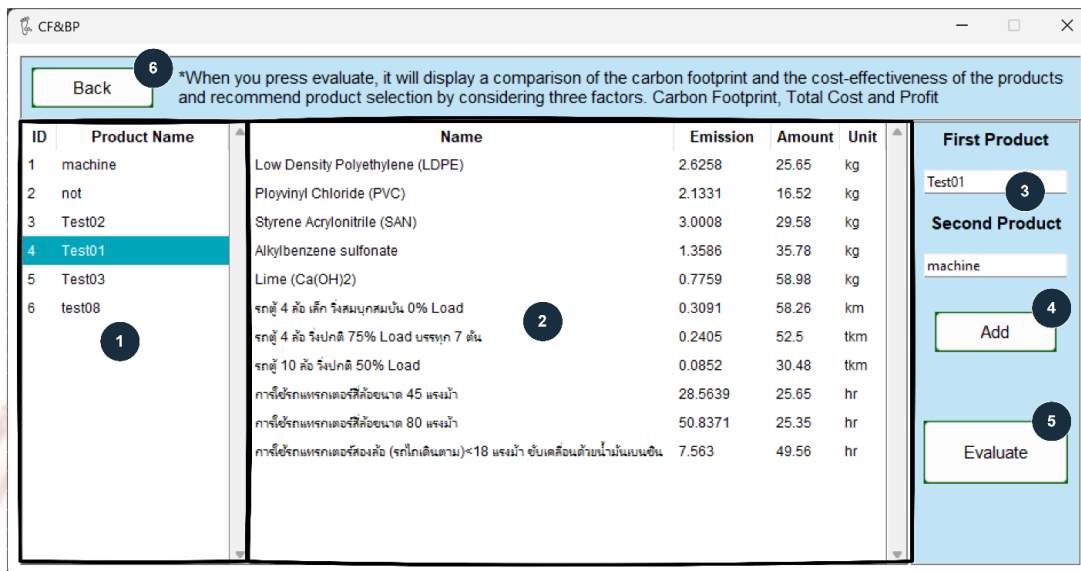 CF&BP
Back
6
*When you press evaluate, it will display a comparison of the carbon footprint and the cost-effectiveness of the products
and recommend product selection by considering three factors. Carbon Footprint, Total Cost and Profit
ID Product Name
1 machine
2 not
3 Test02
4 Test01
5 Test03
6 test08
1
Name Emission Amount Unit
Low Density Polyethylene (LDPE) 2.6258 25.65 kg
Ployvinyl Chloride (PVC) 2.1331 16.52 kg
Styrene Acrylonitrile (SAN) 3.0008 29.58 kg
Alkylbenzene sulfonate 1.3586 35.78 kg
Lime (Ca(OH)2) 0.7759 58.98 kg
รถตู้ 4 ล้อ เล็ก วิ่งสมบุกสมบัน 0% Load 0.3091 58.26 km
รถตู้ 4 ล้อ วิ่งปกติ 75% Load บรรทุก 7 ตัน 0.2405 52.5 tkm
รถตู้ 10 ล้อ วิ่งปกติ 50% Load 0.0852 30.48 tkm
การใช้รถแทรกเตอร์สี่ล้อขนาด 45 แรงม้า 28.5639 25.65 hr
การใช้รถแทรกเตอร์สี่ล้อขนาด 80 แรงม้า 50.8371 25.35 hr
การใช้รถแทรกเตอร์สองล้อ (รถไถเดินตาม)<18 แรงม้า ขับเคลื่อนด้วยน้ำมันเบนซิน 7.563 49.56 hr
2
First Product
Test01
3
Second Product
machine
4
Add
5
Evaluate